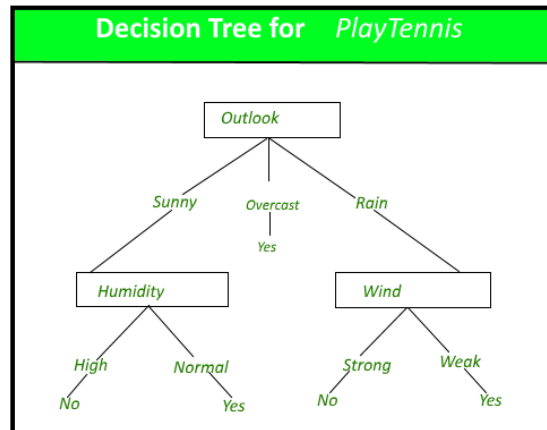 Decision Tree for PlayTennis
Outlook
Sunny Overcast Rain
Yes
Humidity Wind
High Normal Strong Weak
No Yes No Yes